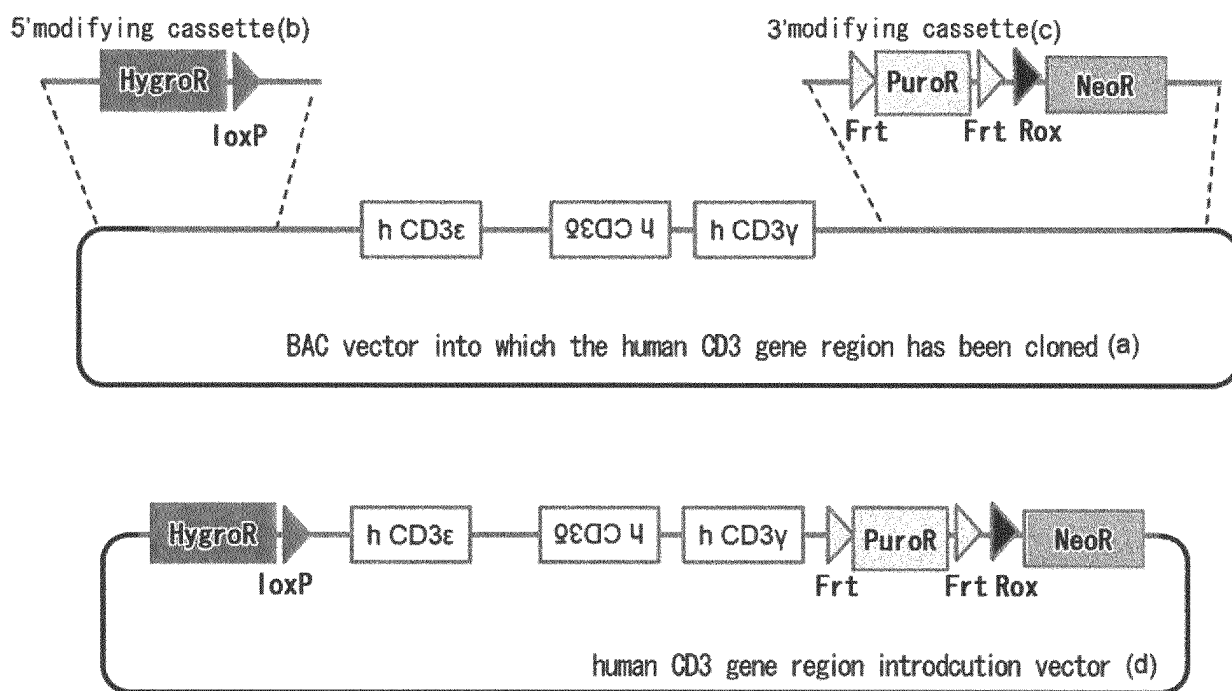 5'modifying cassette(b)
3'modifying cassette(c)
HygroR
loxP
PuroR
NeoR
Frt
Frt Rox
h CD3ε
h CD3δ
h CD3γ
BAC vector into which the human CD3 gene region has been cloned (a)
HygroR
loxP
h CD3ε
h CD3δ
h CD3γ
PuroR
NeoR
Frt
Frt Rox
human CD3 gene region introdcution vector (d)